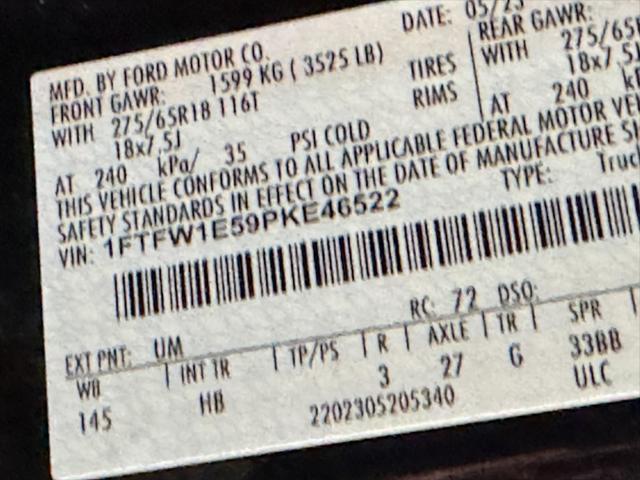 DATE: 05/23
MFD. BY FORD MOTOR CO.
FRONT GAWR: 1599 KG ( 3525 LB) REAR GAWR:
WITH 275/65R18 116T TIRES WITH 275/65R
18x7.5J RIMS 18x7.5J
AT 240 kPa/ 35 PSI COLD AT 240
THIS VEHICLE CONFORMS TO ALL APPLICABLE FEDERAL MOTOR VEH
SAFETY STANDARDS IN EFFECT ON THE DATE OF MANUFACTURE S
VIN: 1FTFW1E59PKE46522 TYPE: Truc
RC: 72 DSO:
EXT PNT: UM
WB INT TR TP/PS R AXLE TR SPR
145 HB 3 27 G 33BB
2202305205340 ULC